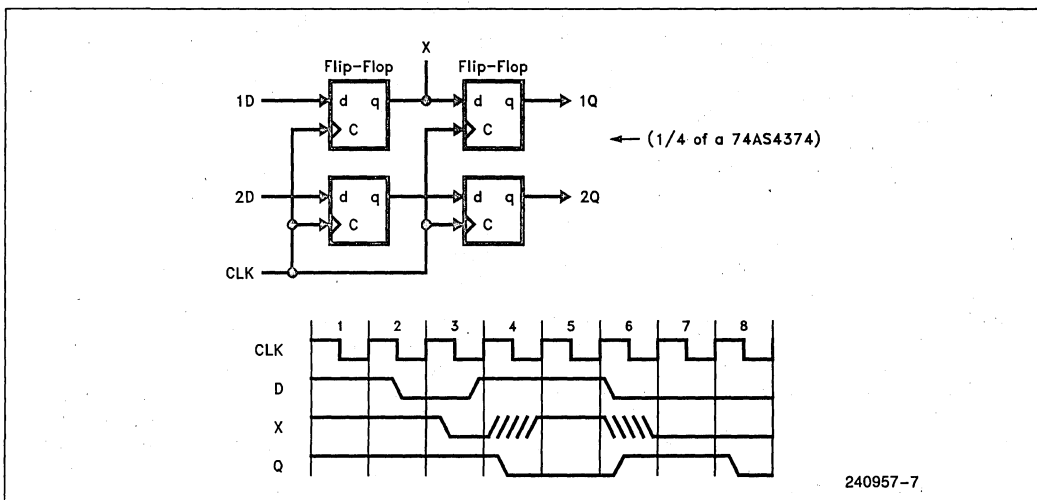 X
Flip-Flop Flip-Flop
1D d q d q 1Q
C C
(1/4 of a 74AS4374)
2D d q d q 2Q
C C
CLK
1 2 3 4 5 6 7 8
CLK
D
X
Q
240957-7